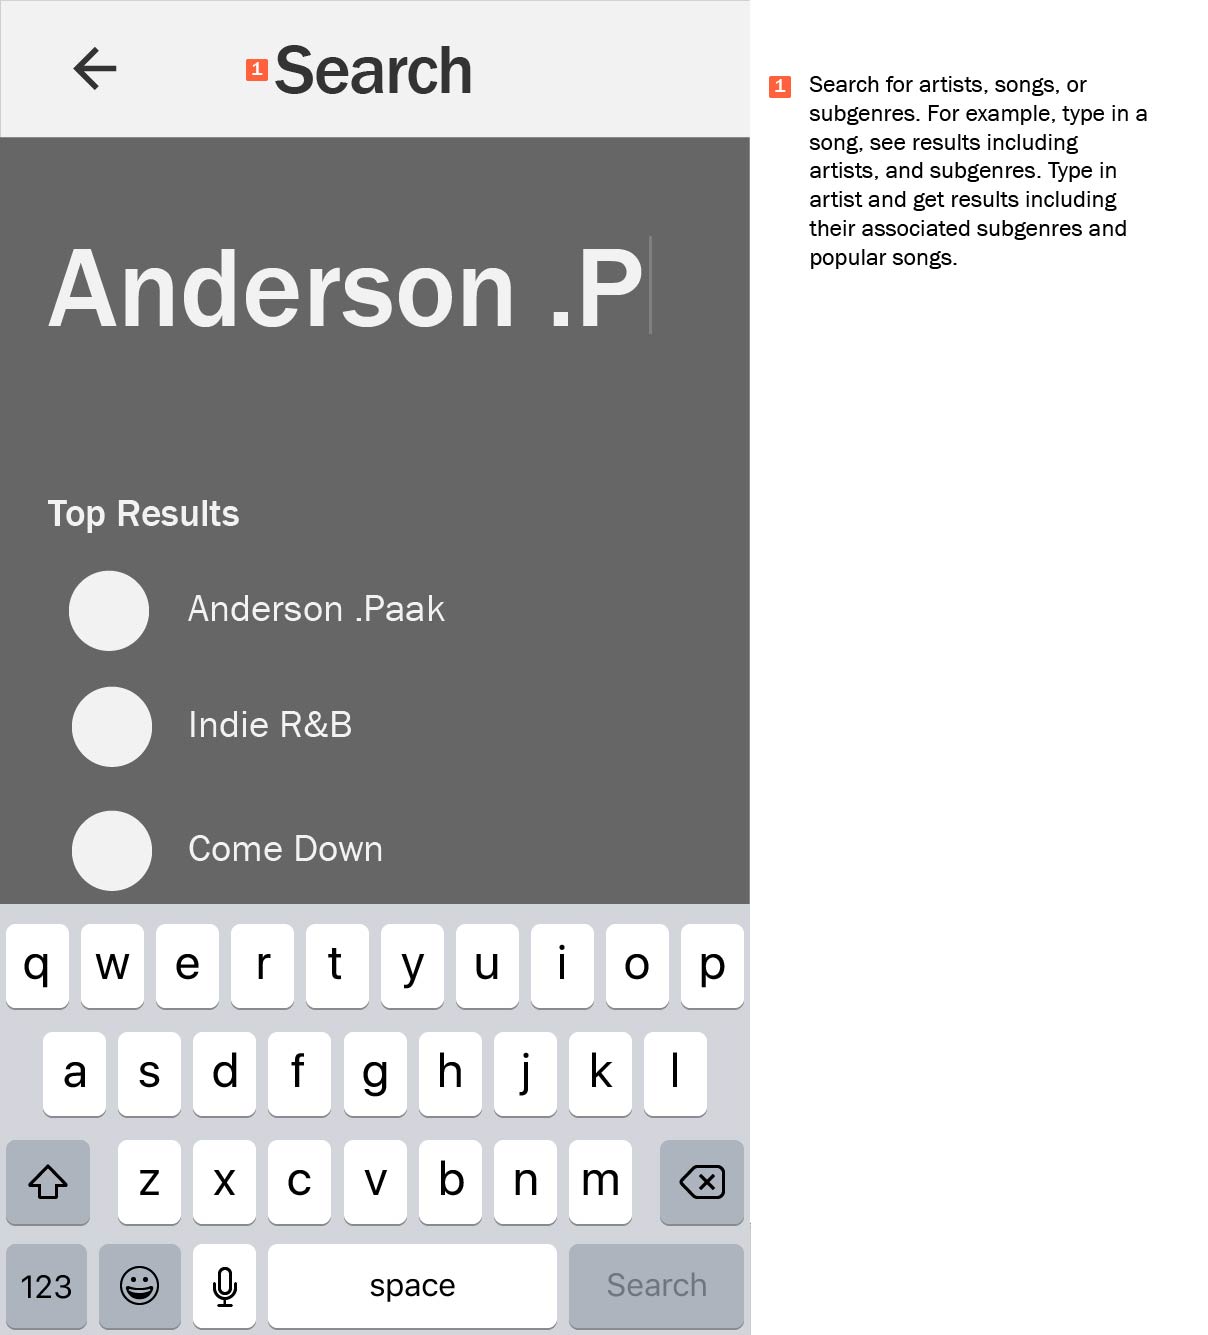 1 Search
1 Search for artists, songs, or
subgenres. For example, type in a
song, see results including
artists, and subgenres. Type in
artist and get results including
their associated subgenres and
popular songs.
Anderson .P
Top Results
Anderson .Paak
Indie R&B
Come Down
q w e r t y u i o p
a s d f g h j k l
z x c v b n m
123 space Search